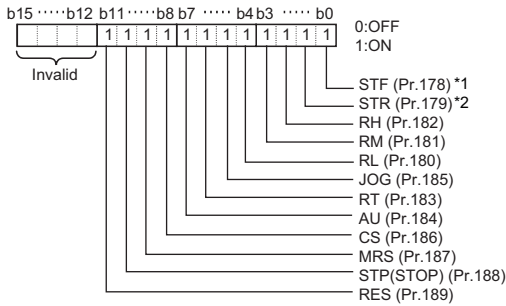 b15 ····· b12 b11 ····· b8 b7 ····· b4 b3 ····· b0
1 1 1 1 1 1 1 1 1 1 1 1
0:OFF
1:ON
Invalid
STF (Pr.178) *1
STR (Pr.179) *2
RH (Pr.182)
RM (Pr.181)
RL (Pr.180)
JOG (Pr.185)
RT (Pr.183)
AU (Pr.184)
CS (Pr.186)
MRS (Pr.187)
STP(STOP) (Pr.188)
RES (Pr.189)